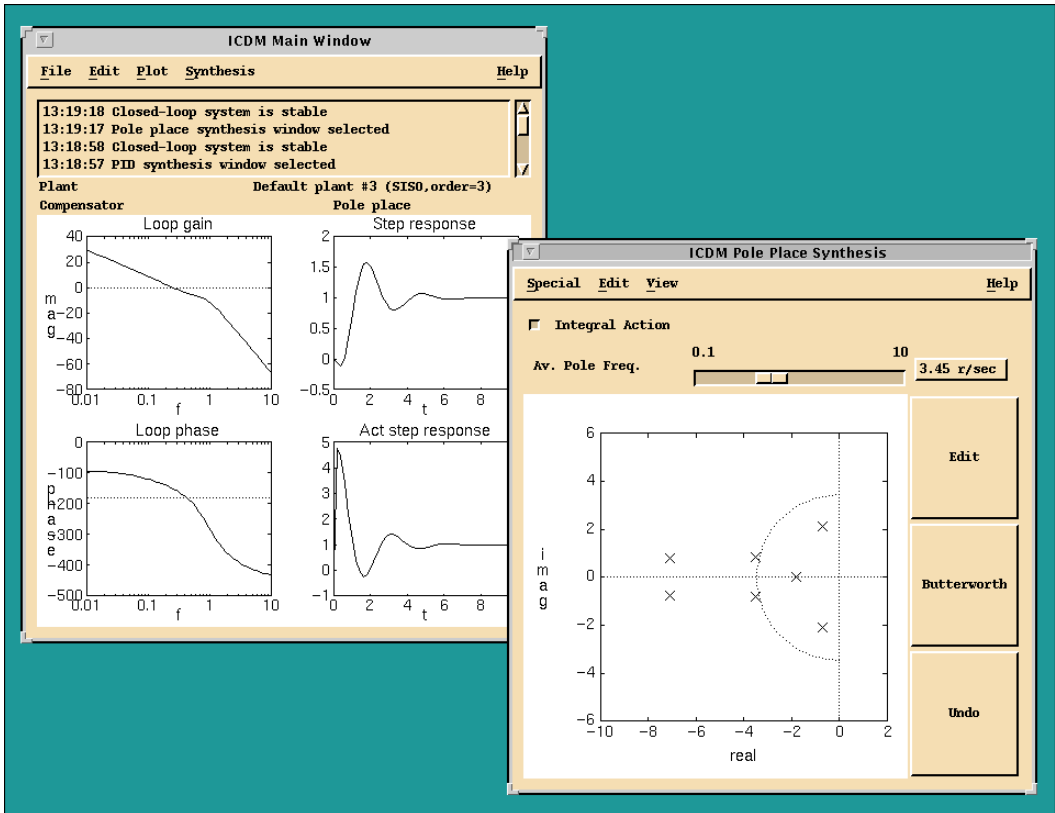 ICDM Main Window
File Edit Plot Synthesis Help
13:19:18 Closed-loop system is stable
13:19:17 Pole place synthesis window selected
13:18:58 Closed-loop system is stable
13:18:57 PID synthesis window selected
Plant Default plant #3 (SISO,order=3)
Compensator Pole place
Loop gain
40
20
0
-20
-40
-60
-80
mag
0.01 0.1 1 10
f
Step response
2
1.5
1
0.5
0
-0.5
0 2 4 6 8
t
Loop phase
0
-100
-200
-300
-400
-500
phase
0.01 0.1 1 10
f
Act step response
5
4
3
2
1
0
-1
0 2 4 6 8
t
ICDM Pole Place Synthesis
Special Edit View Help
Integral Action
0.1 10
Av. Pole Freq. 3.45 r/sec
6
4
2
0
-2
-4
-6
imag
-10 -8 -6 -4 -2 0 2
real
Edit
Butterworth
Undo